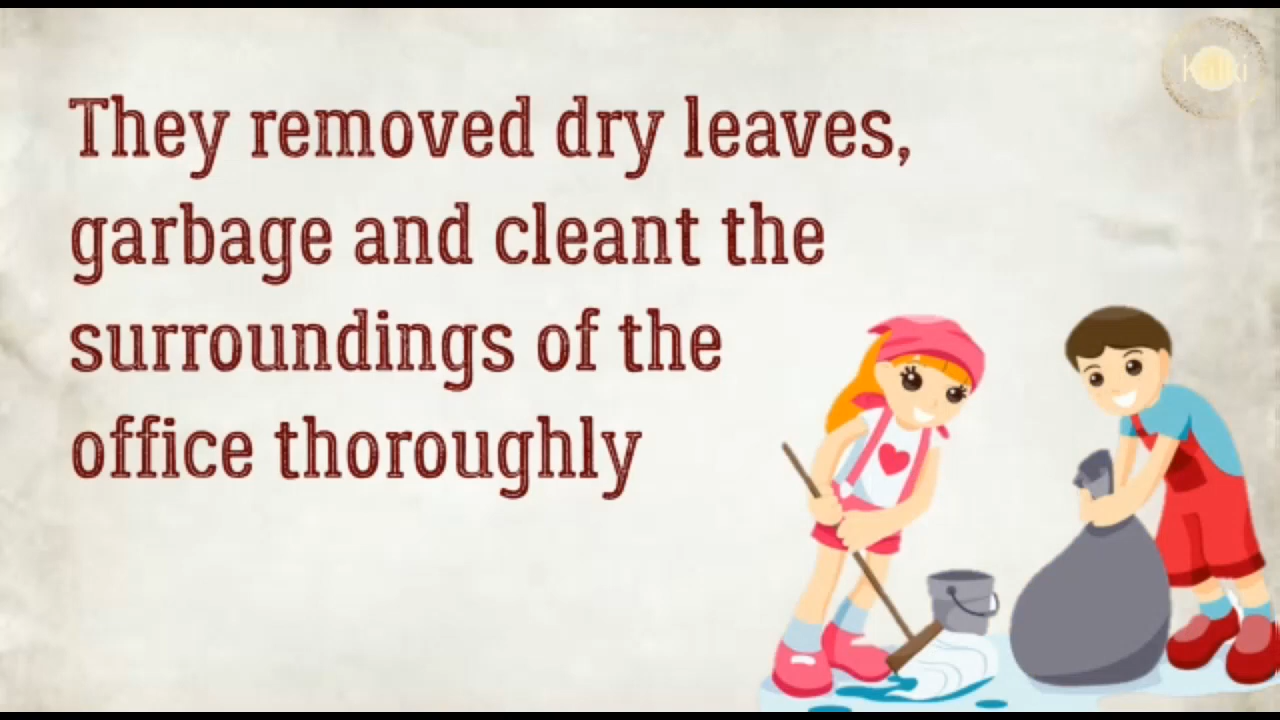 They removed dry leaves,
garbage and cleant the
surroundings of the
office thoroughly